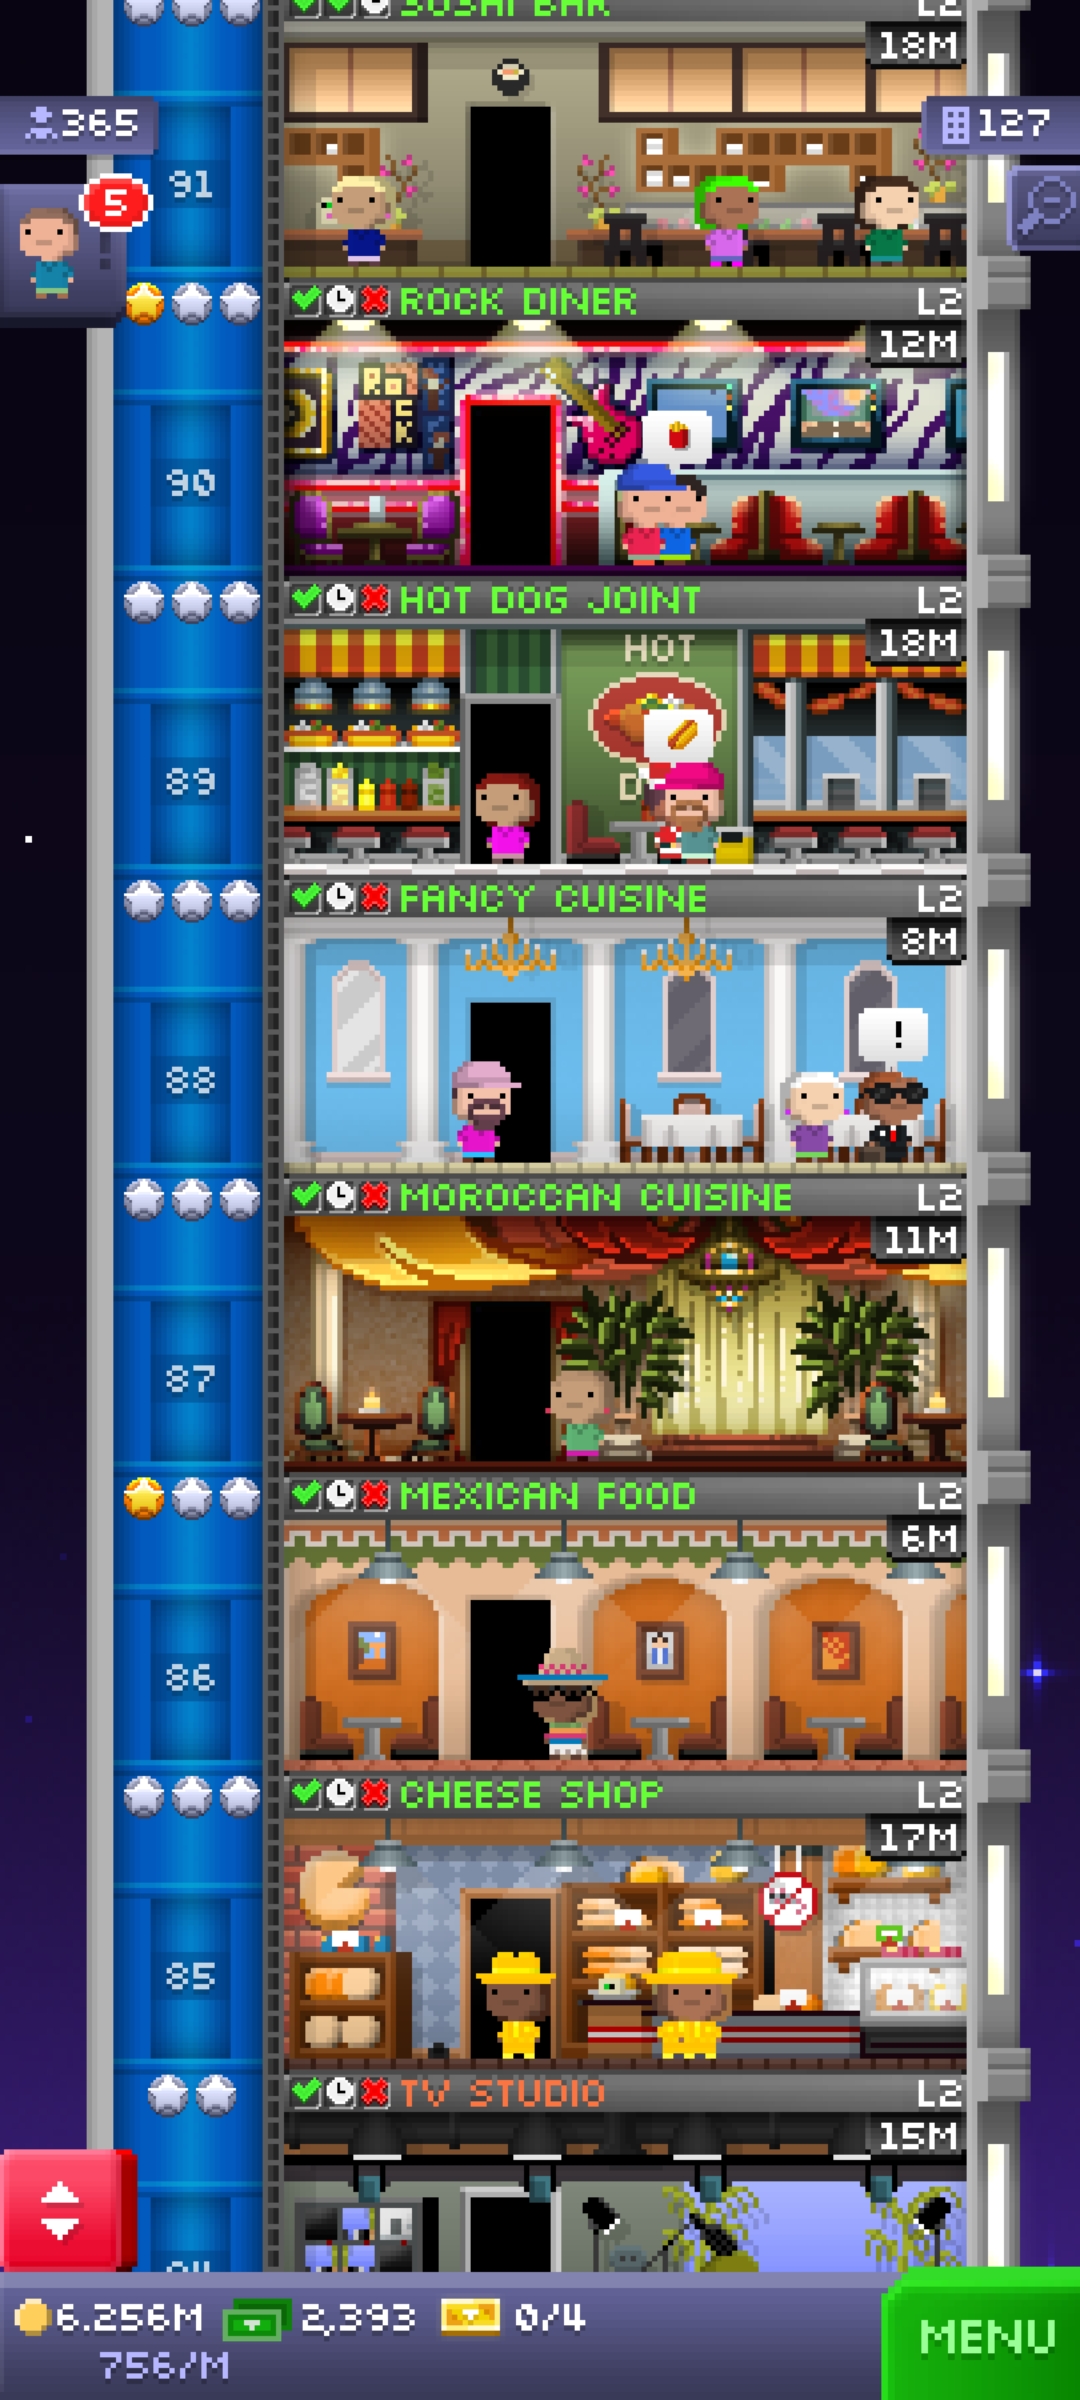 SUSHI BAR L2
18M
365
127
5
!
91
ROCK DINER L2
12M
ROCK
90
HOT DOG JOINT L2
18M
HOT
D
89
FANCY CUISINE L2
8M
!
88
MOROCCAN CUISINE L2
11M
87
MEXICAN FOOD L2
6M
86
CHEESE SHOP L2
17M
85
TV STUDIO L2
15M
6.256M 2,393 0/4
756/M
MENU